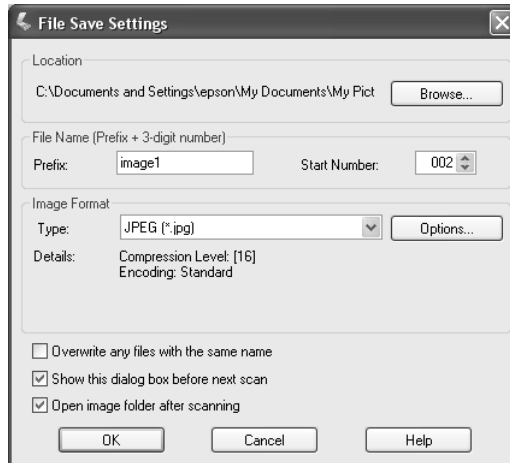 File Save Settings
Location
C:\Documents and Settings\epson\My Documents\My Pict
Browse...
File Name (Prefix + 3-digit number)
Prefix:
image1
Start Number:
002
Image Format
Type:
JPEG (*.jpg)
Options...
Details:
Compression Level: [16]
Encoding: Standard
Overwrite any files with the same name
Show this dialog box before next scan
Open image folder after scanning
OK
Cancel
Help